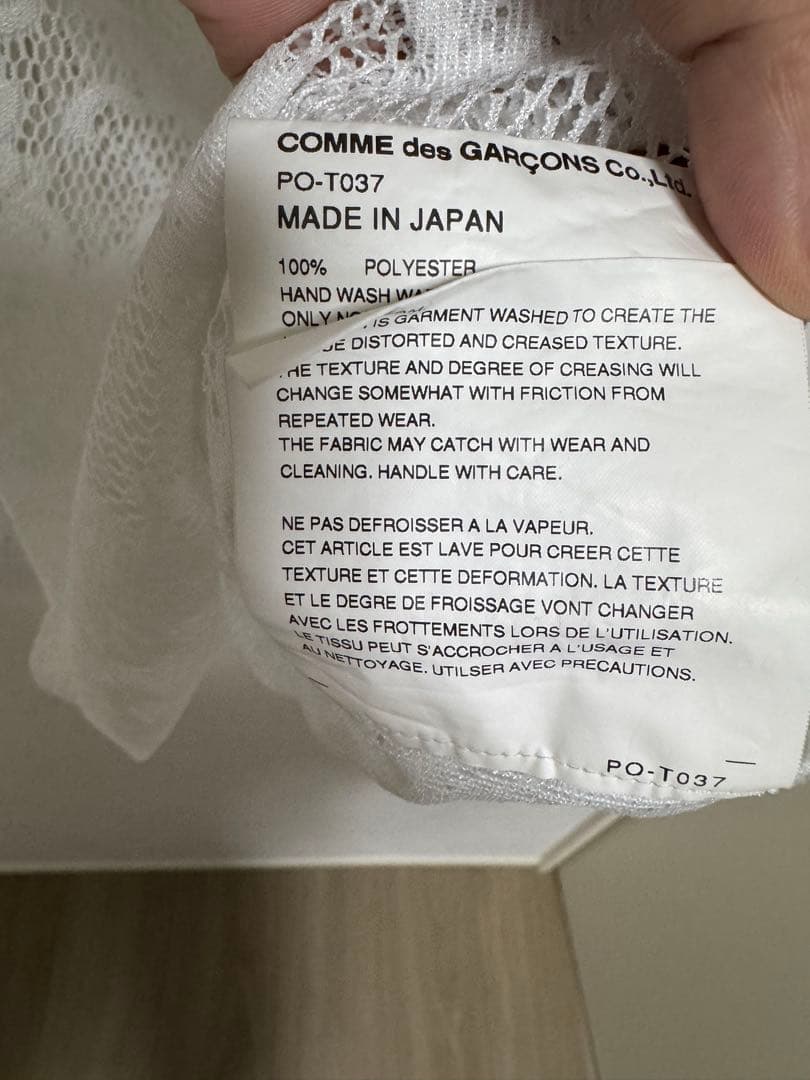 COMME des GARÇONS Co.,Ltd.
PO-T037
MADE IN JAPAN
100% POLYESTER
HAND WASH
ONLY
IS GARMENT WASHED TO CREATE THE
DISTORTED AND CREASED TEXTURE.
THE TEXTURE AND DEGREE OF CREASING WILL
CHANGE SOMEWHAT WITH FRICTION FROM
REPEATED WEAR.
THE FABRIC MAY CATCH WITH WEAR AND
CLEANING. HANDLE WITH CARE.
NE PAS DEFROISSER A LA VAPEUR.
CET ARTICLE EST LAVE POUR CREER CETTE
TEXTURE ET CETTE DEFORMATION. LA TEXTURE
ET LE DEGRE DE FROISSAGE VONT CHANGER
AVEC LES FROTTEMENTS LORS DE L'UTILISATION.
LE TISSU PEUT S'ACCROCHER A L'USAGE ET
AU NETTOYAGE. UTILSER AVEC PRECAUTIONS.
PO-T037